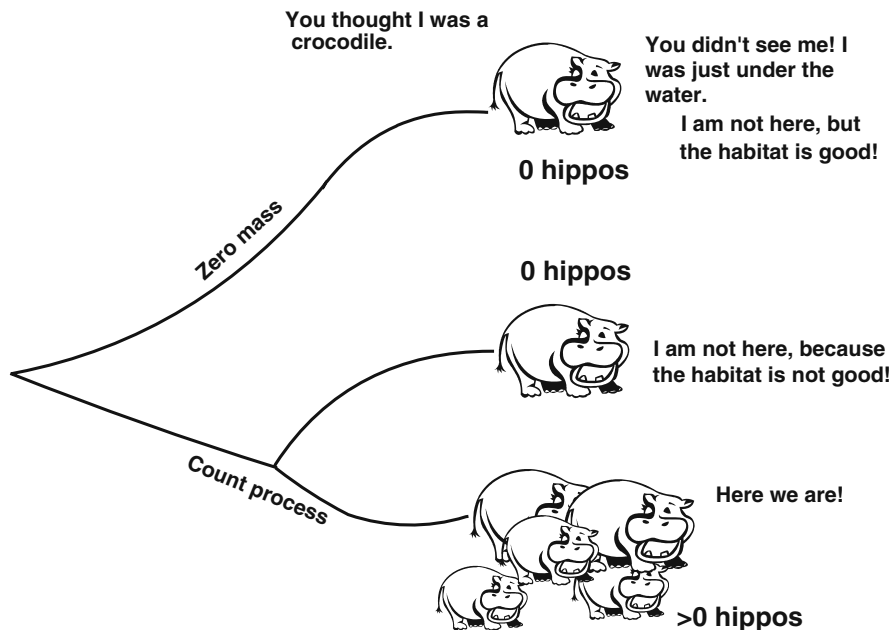 You thought I was a
crocodile.
You didn't see me! I
was just under the
water.
I am not here, but
the habitat is good!
0 hippos
Zero mass
0 hippos
I am not here, because
the habitat is not good!
Count process
Here we are!
>0 hippos